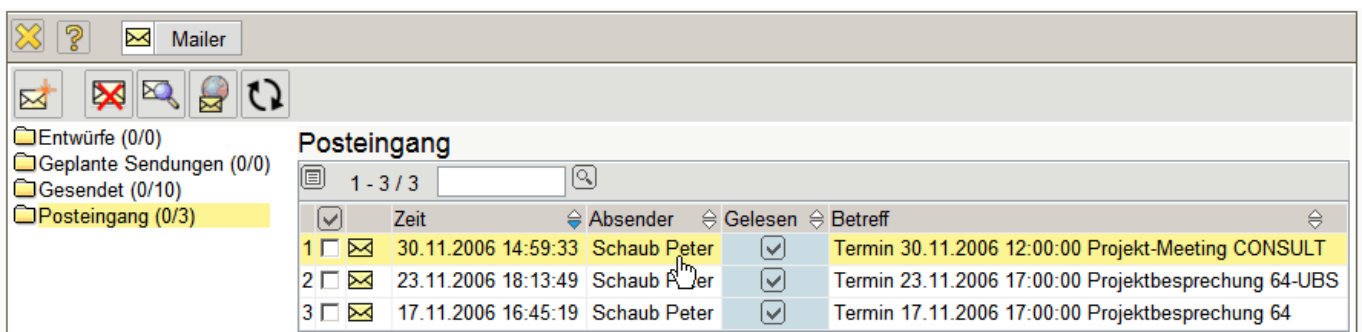 Mailer
Entwürfe (0/0)
Geplante Sendungen (0/0)
Gesendet (0/10)
Posteingang (0/3)
Posteingang
1 - 3 / 3
Zeit Absender Gelesen Betreff
1 30.11.2006 14:59:33 Schaub Peter Termin 30.11.2006 12:00:00 Projekt-Meeting CONSULT
2 23.11.2006 18:13:49 Schaub Peter Termin 23.11.2006 17:00:00 Projektbesprechung 64-UBS
3 17.11.2006 16:45:19 Schaub Peter Termin 17.11.2006 17:00:00 Projektbesprechung 64